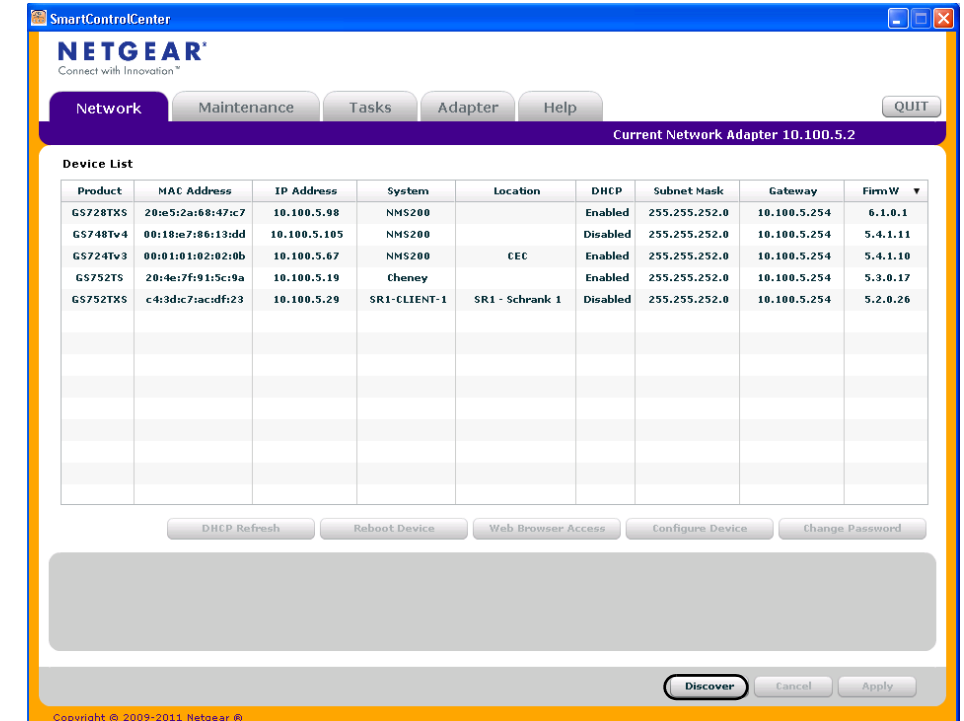 SmartControlCenter
NETGEAR®
Connect with Innovation™
Network Maintenance Tasks Adapter Help QUIT
Current Network Adapter 10.100.5.2
Device List
Product MAC Address IP Address System Location DHCP Subnet Mask Gateway FirmW ▼
GS728TXS 20:e5:2a:68:47:c7 10.100.5.98 NMS200 Enabled 255.255.252.0 10.100.5.254 6.1.0.1
GS748Tv4 00:18:e7:86:13:dd 10.100.5.105 NMS200 Disabled 255.255.252.0 10.100.5.254 5.4.1.11
GS724Tv3 00:01:01:02:02:0b 10.100.5.67 NMS200 CEC Enabled 255.255.252.0 10.100.5.254 5.4.1.10
GS752TS 20:4e:7f:91:5c:9a 10.100.5.19 Cheney Enabled 255.255.252.0 10.100.5.254 5.3.0.17
GS752TXS c4:3d:c7:ac:df:23 10.100.5.29 SR1-CLIENT-1 SR1 - Schrank 1 Disabled 255.255.252.0 10.100.5.254 5.2.0.26
DHCP Refresh Reboot Device Web Browser Access Configure Device Change Password
Discover Cancel Apply
Copyright © 2009-2011 Netgear ®